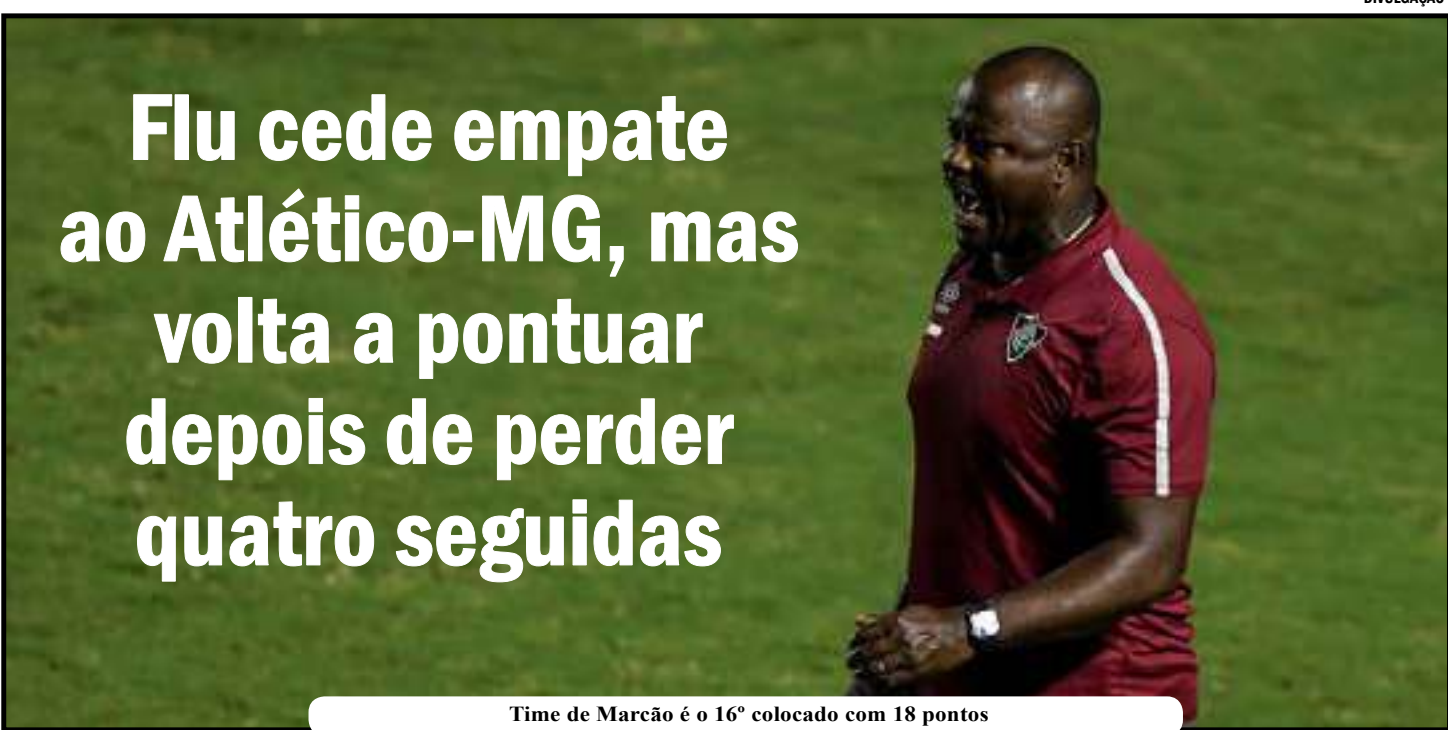 DIVULGAÇÃO
Flu cede empate
ao Atlético-MG, mas
volta a pontuar
depois de perder
quatro seguidas
Time de Marcão é o 16º colocado com 18 pontos